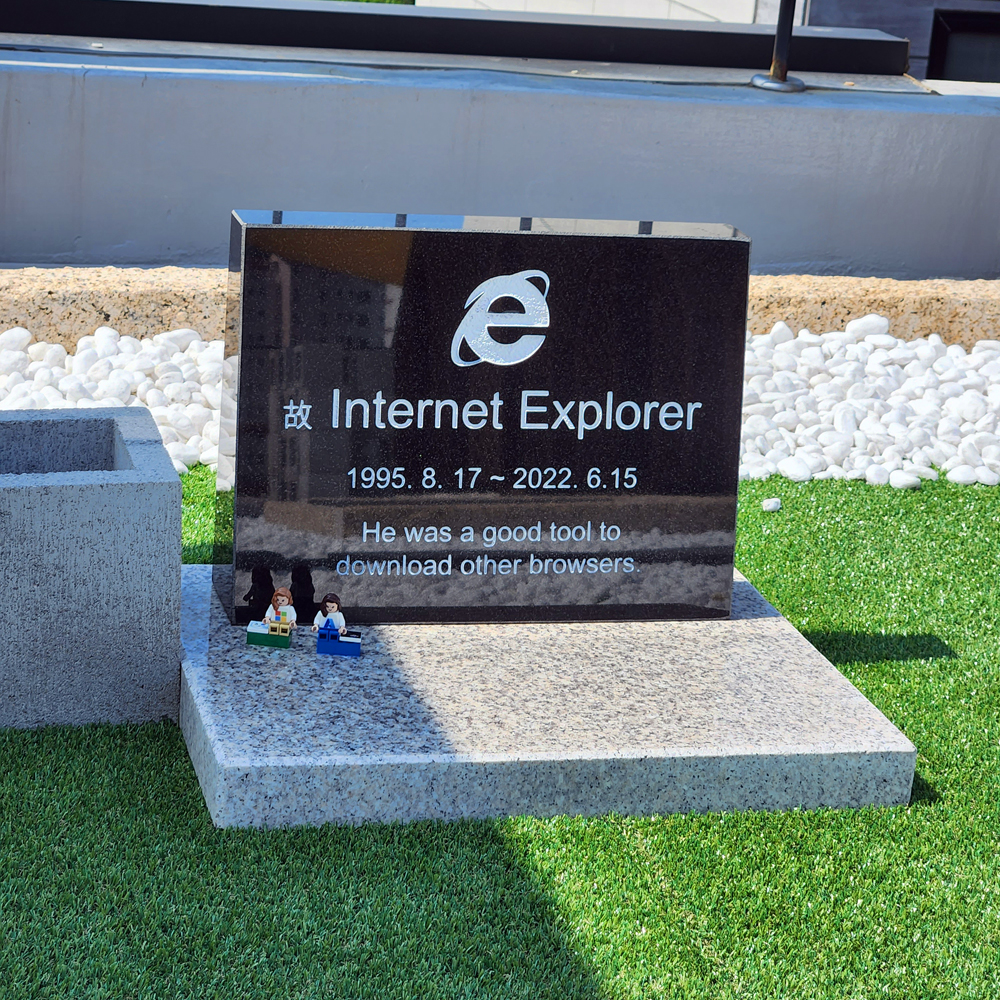 故 Internet Explorer
1995. 8. 17 ~ 2022. 6.15
He was a good tool to
download other browsers.